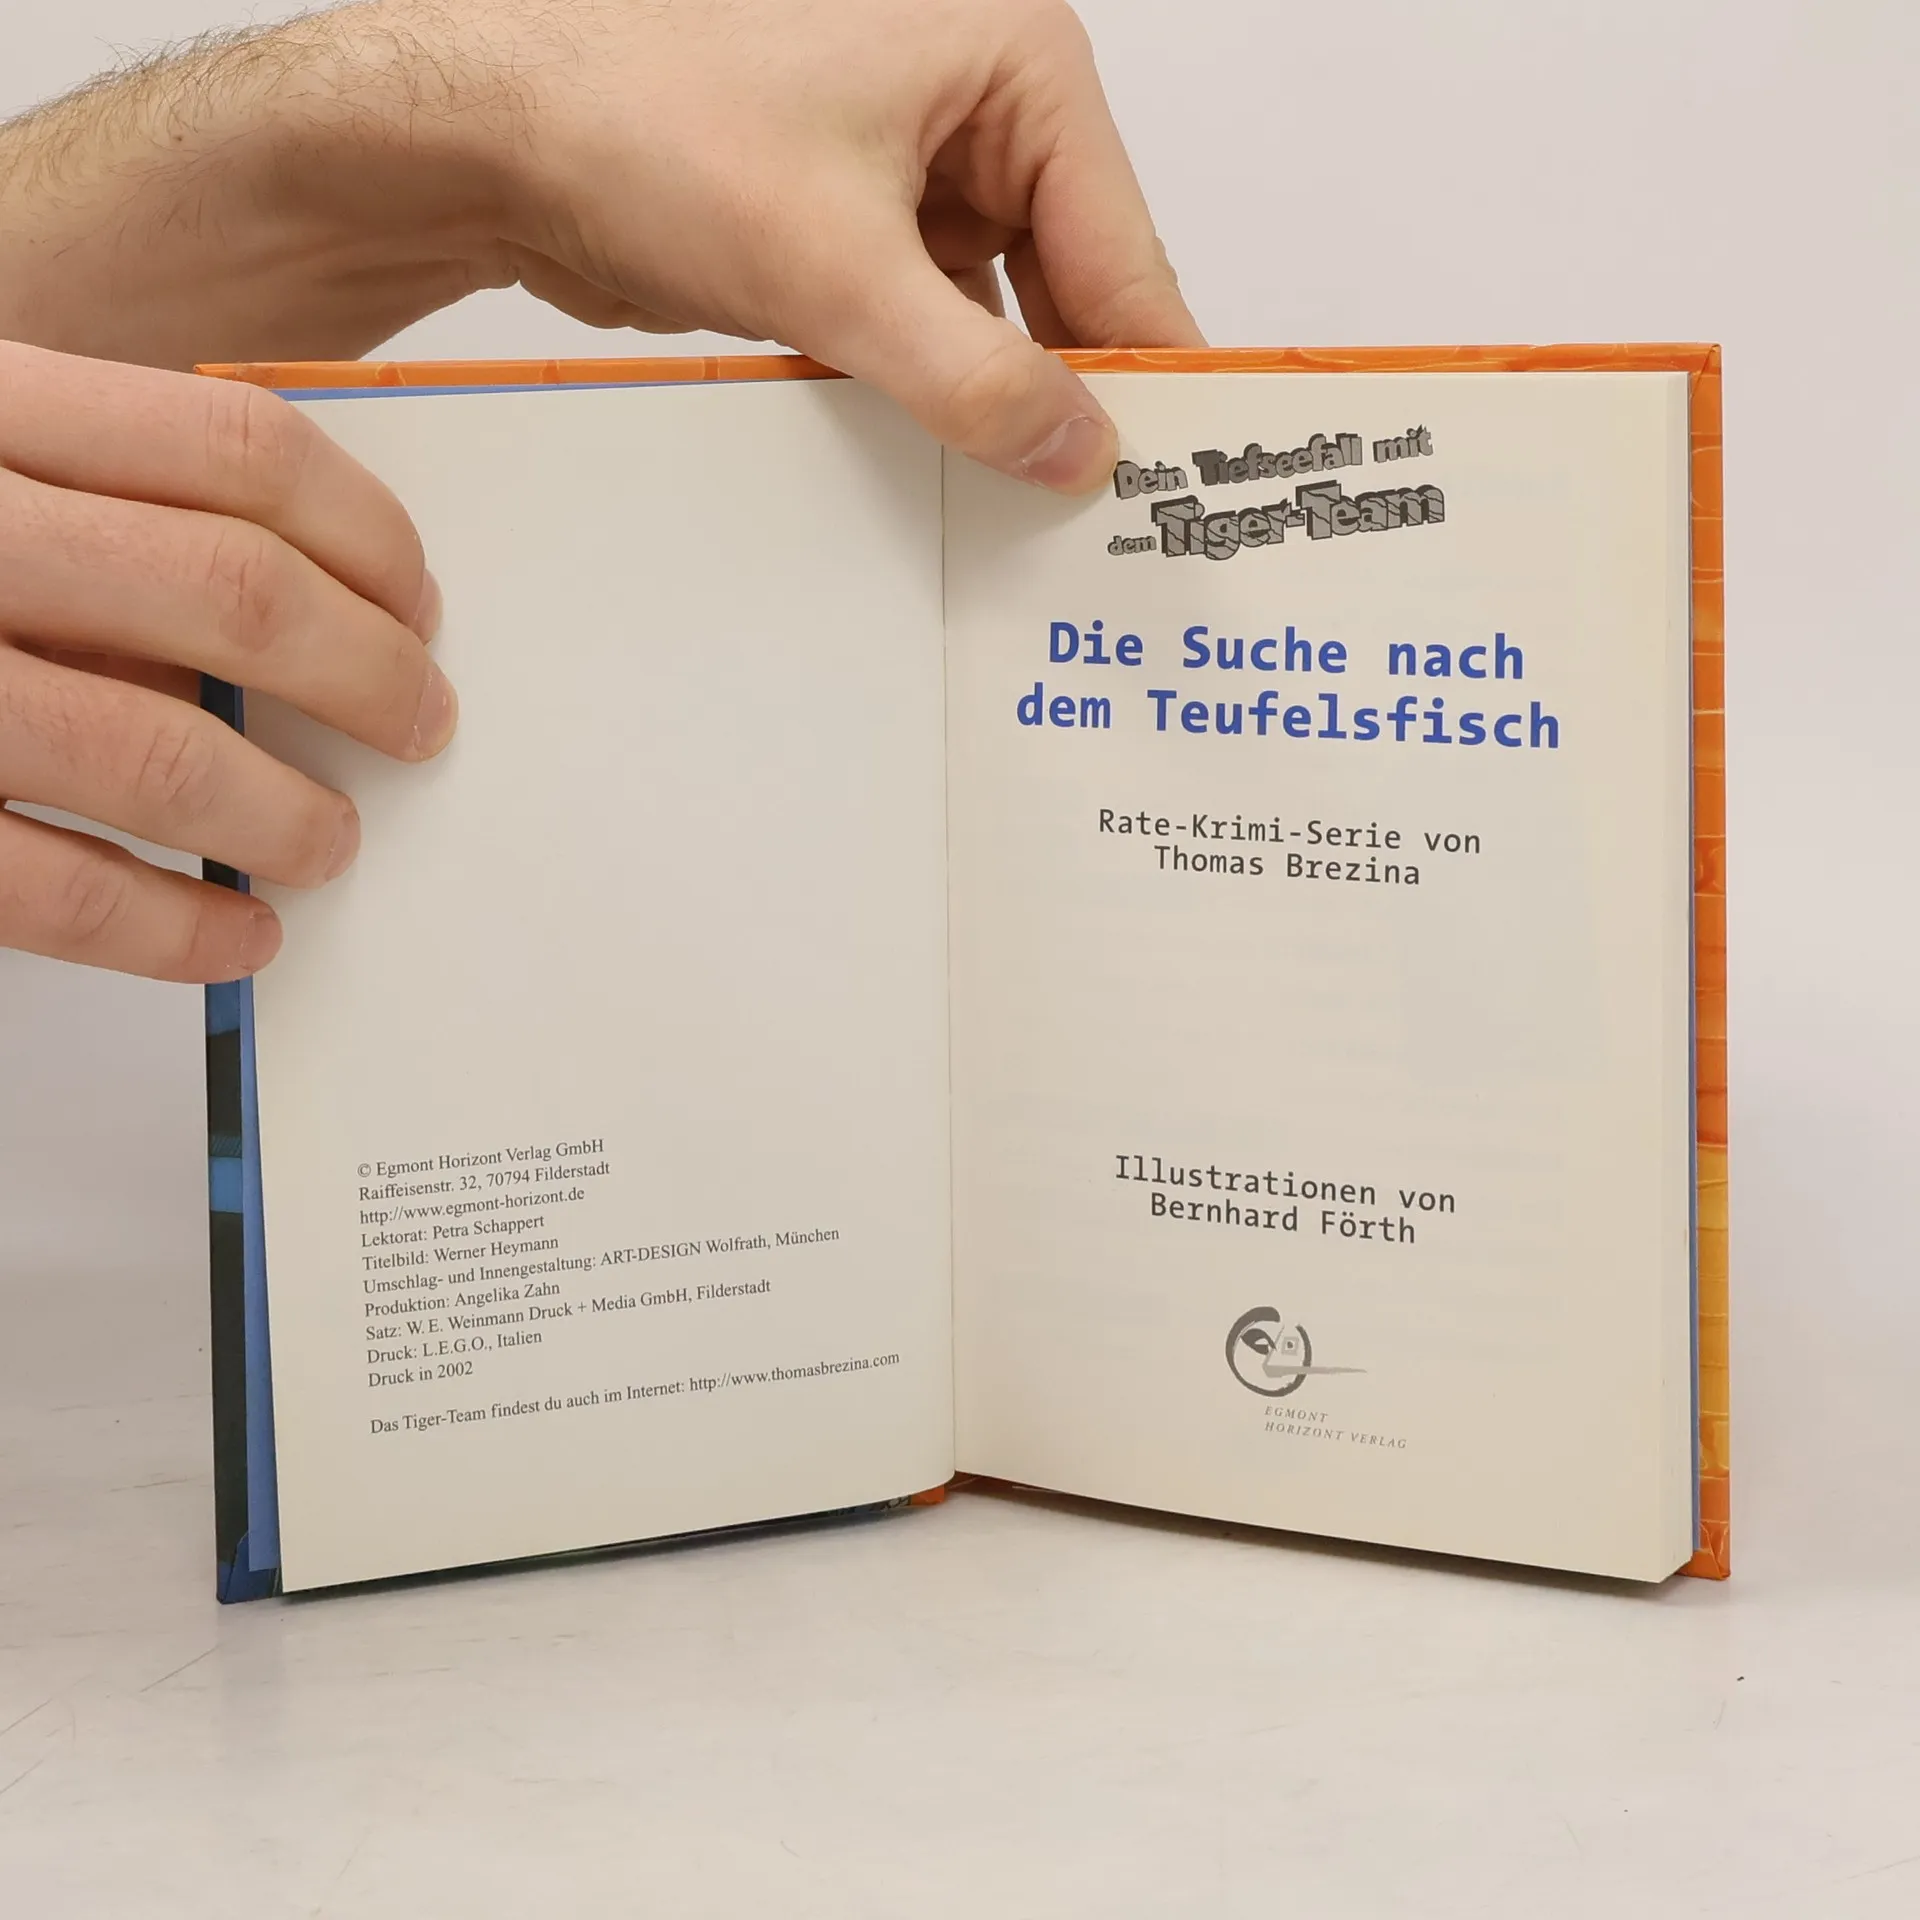 © Egmont Horizont Verlag GmbH
Raiffeisenstr. 32, 70794 Filderstadt
http://www.egmont-horizont.de
Lektorat: Petra Schappert
Titelbild: Werner Heymann
Umschlag- und Innengestaltung: ART-DESIGN Wolfrath, München
Produktion: Angelika Zahn
Satz: W. E. Weinmann Druck + Media GmbH, Filderstadt
Druck: L.E.G.O., Italien
Druck in 2002
Das Tiger-Team findest du auch im Internet: http://www.thomasbrezina.com
Dein Tiefseefall mit
dem Tiger-Team
Die Suche nach
dem Teufelsfisch
Rate-Krimi-Serie von
Thomas Brezina
Illustrationen von
Bernhard Förth
EGMONT
HORIZONT VERLAG